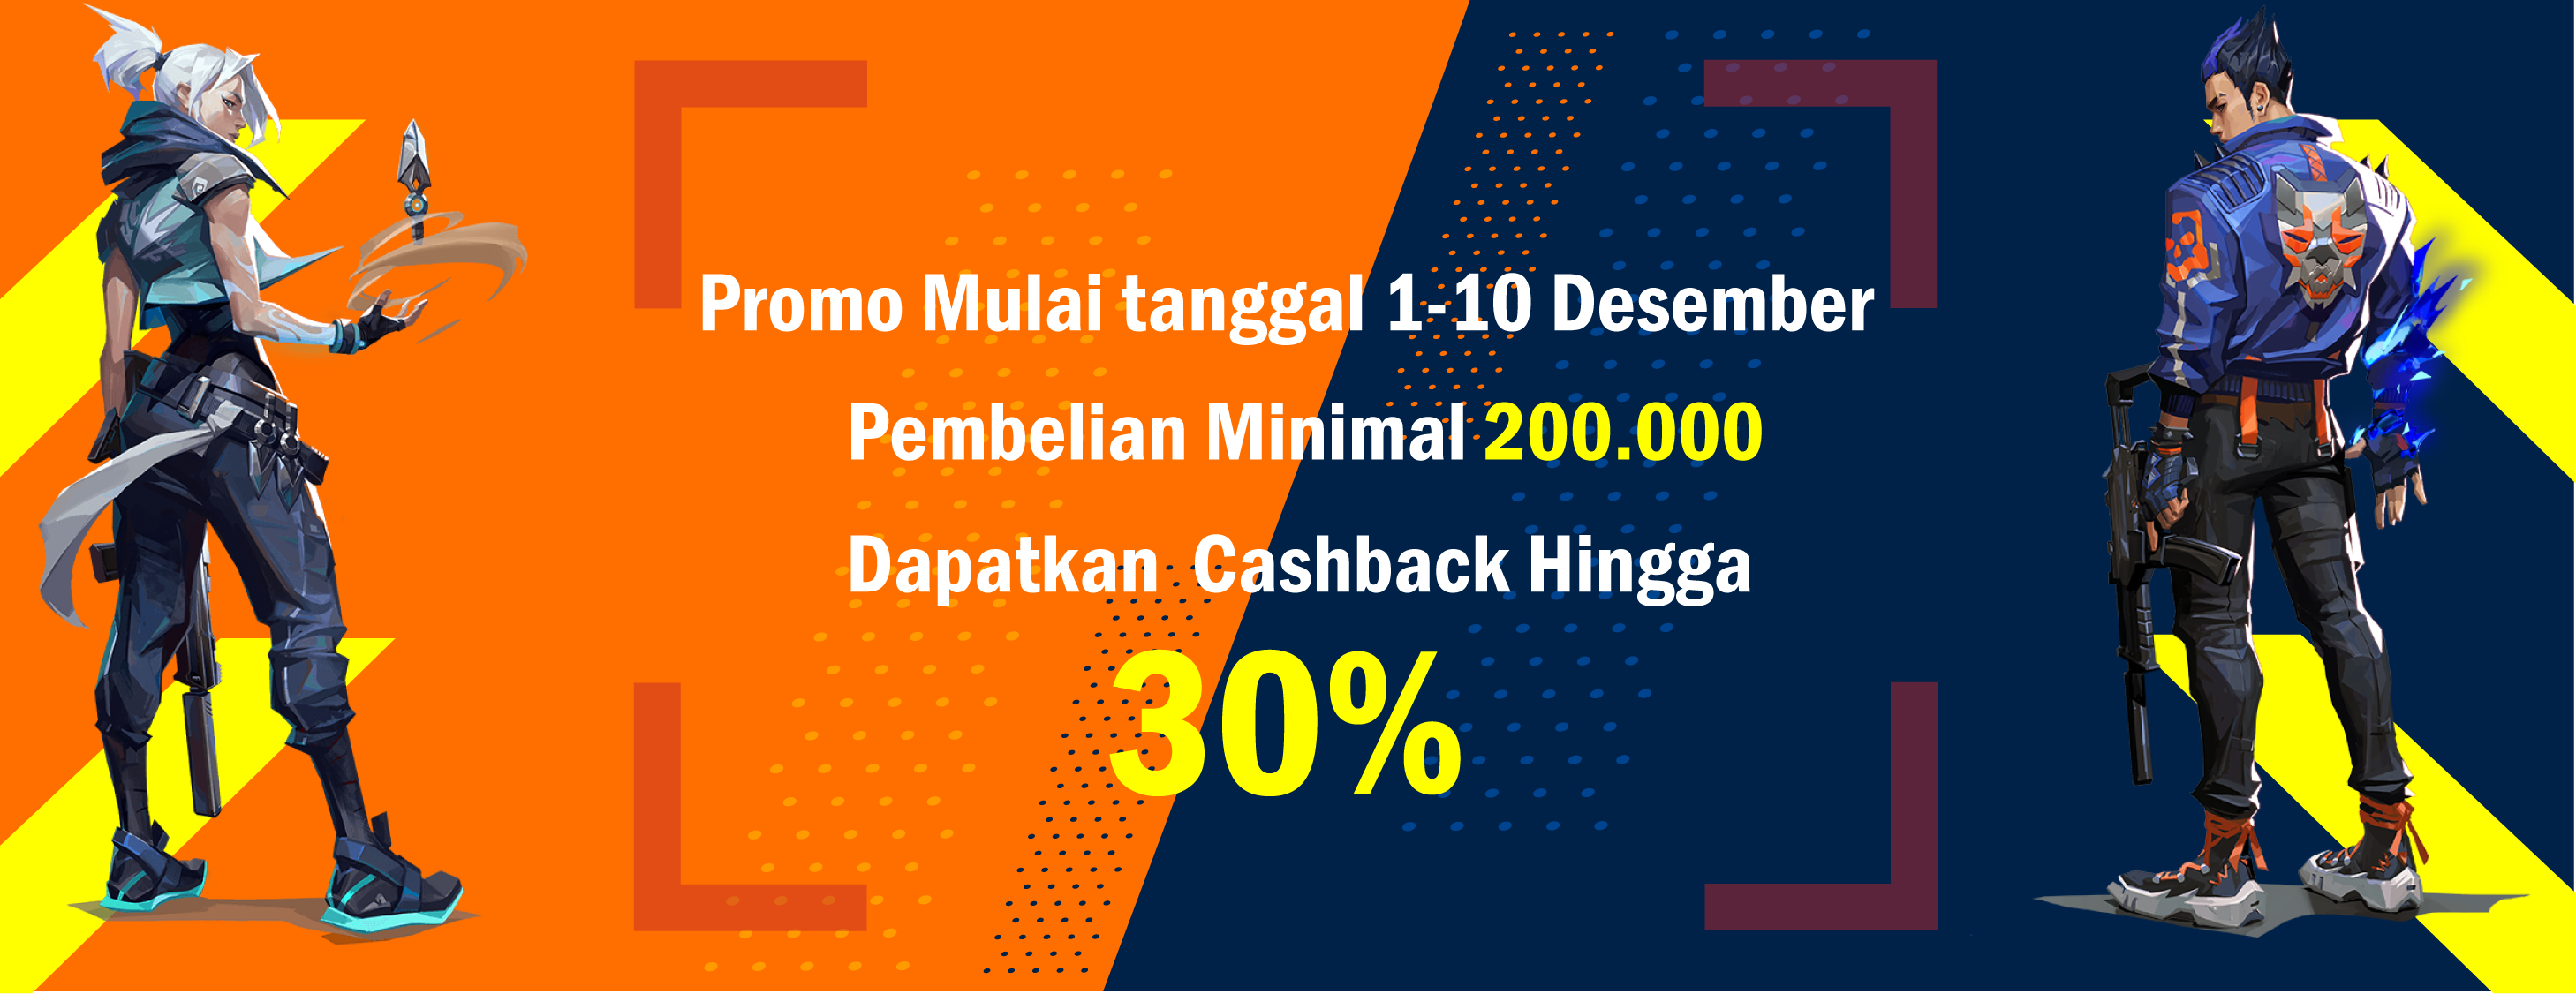 Promo Mulai tanggal 1-10 Desember
Pembelian Minimal 200.000
Dapatkan Cashback Hingga
30%